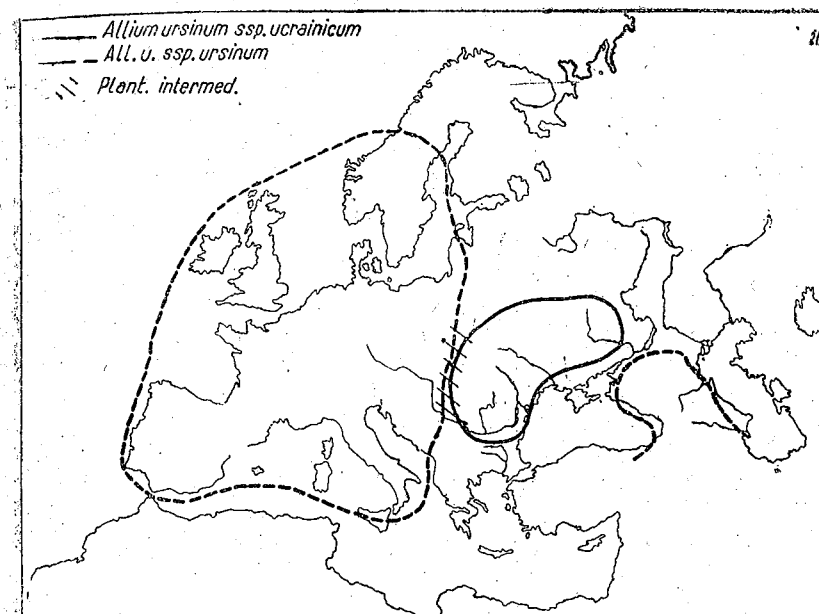 Allium ursinum ssp. ucrainicum
All. u. ssp. ursinum
Plant. intermed.